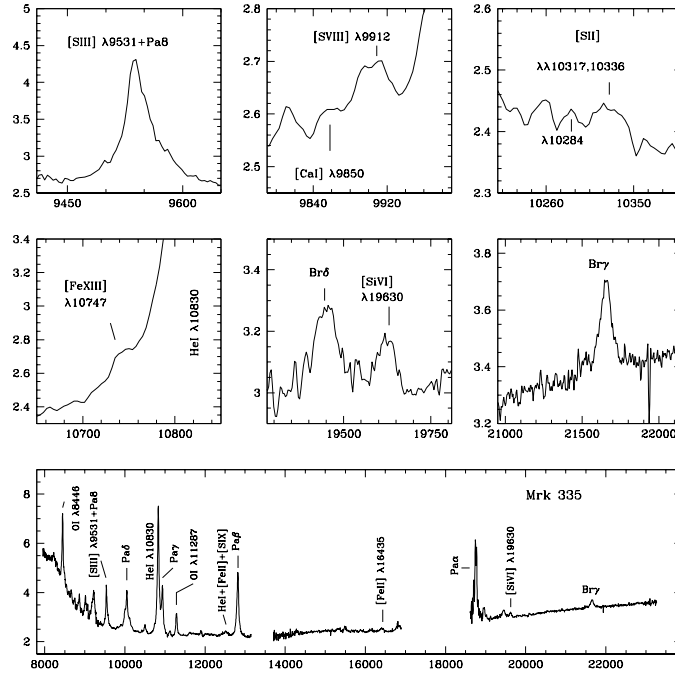 [SIII] λ9531+Pa8
5
4.5
4
3.5
3
2.5
9450 9600
[SVIII] λ9912
[CaI] λ9850
2.8
2.7
2.6
2.5
9840 9920
[SII]
λλ10317,10336
λ10284
2.6
2.5
2.4
2.3
10260 10350
[FeXIII]
λ10747
HeI λ10830
3.4
3.2
3
2.8
2.6
2.4
10700 10800
Brδ
[SiVI]
λ19630
3.4
3.2
3
19500 19750
Brγ
3.8
3.6
3.4
3.2
21000 21500 22000
Mrk 335
8
6
4
2
OI λ8446
[SIII] λ9531+Pa8
Paδ
HeI λ10830
Paγ
OI λ11287
HeI+[FeII]+[SIX]
Paβ
[FeII] λ16435
Paα
[SiVI] λ19630
Brγ
8000 10000 12000 14000 16000 18000 20000 22000